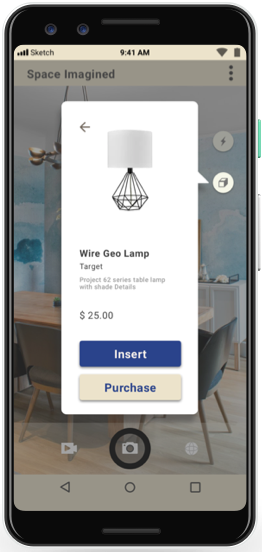 Sketch 9:41 AM
Space Imagined
Wire Geo Lamp
Target
Project 62 series table lamp
with shade Details
$ 25.00
Insert
Purchase